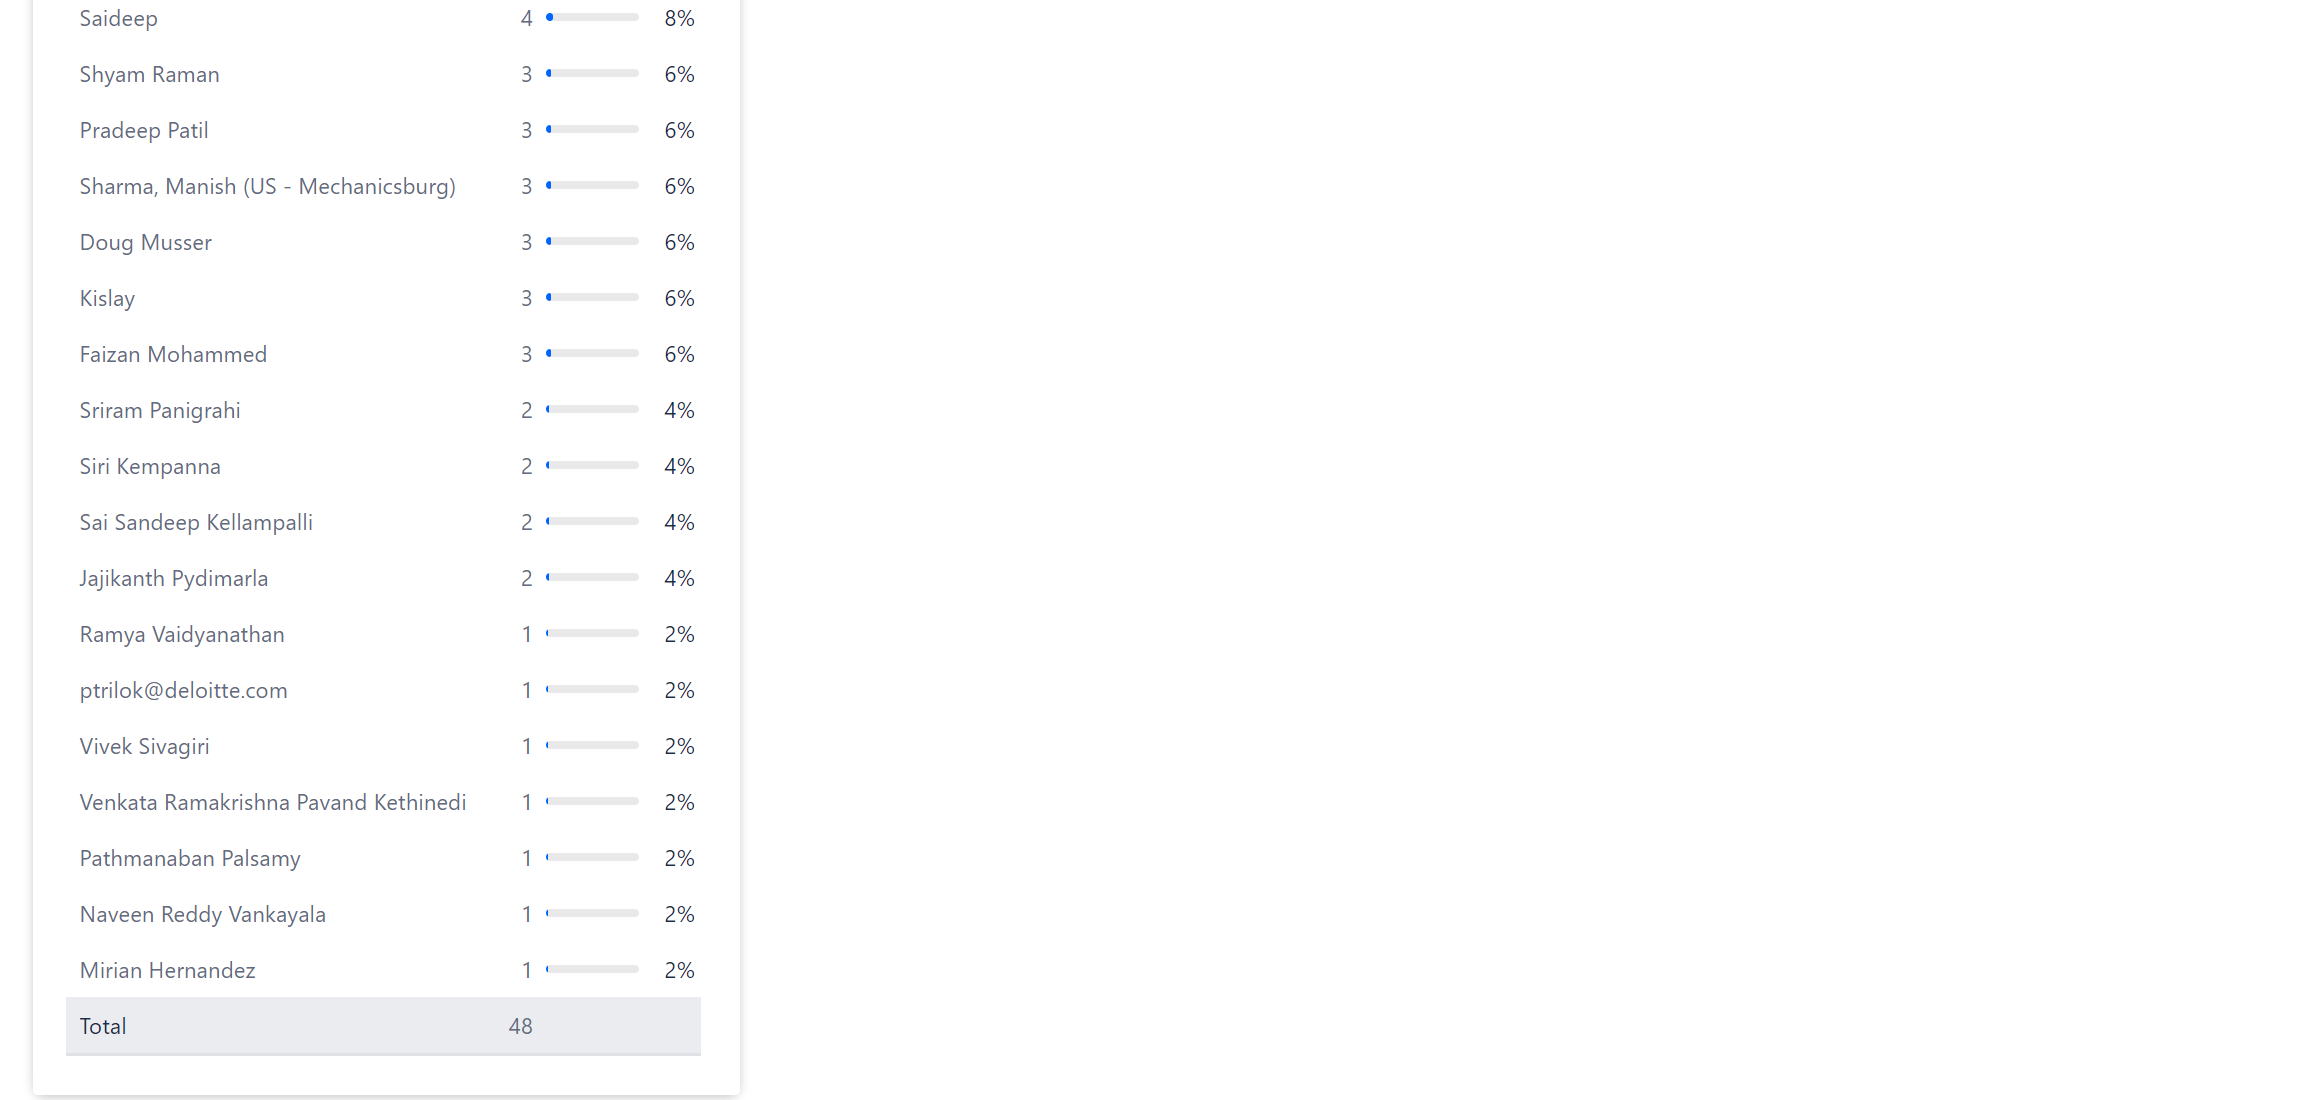 Saideep 4 8%
Shyam Raman 3 6%
Pradeep Patil 3 6%
Sharma, Manish (US - Mechanicsburg) 3 6%
Doug Musser 3 6%
Kislay 3 6%
Faizan Mohammed 3 6%
Sriram Panigrahi 2 4%
Siri Kempanna 2 4%
Sai Sandeep Kellampalli 2 4%
Jajikanth Pydimarla 2 4%
Ramya Vaidyanathan 1 2%
ptrilok@deloitte.com 1 2%
Vivek Sivagiri 1 2%
Venkata Ramakrishna Pavand Kethinedi 1 2%
Pathmanaban Palsamy 1 2%
Naveen Reddy Vankayala 1 2%
Mirian Hernandez 1 2%
Total 48